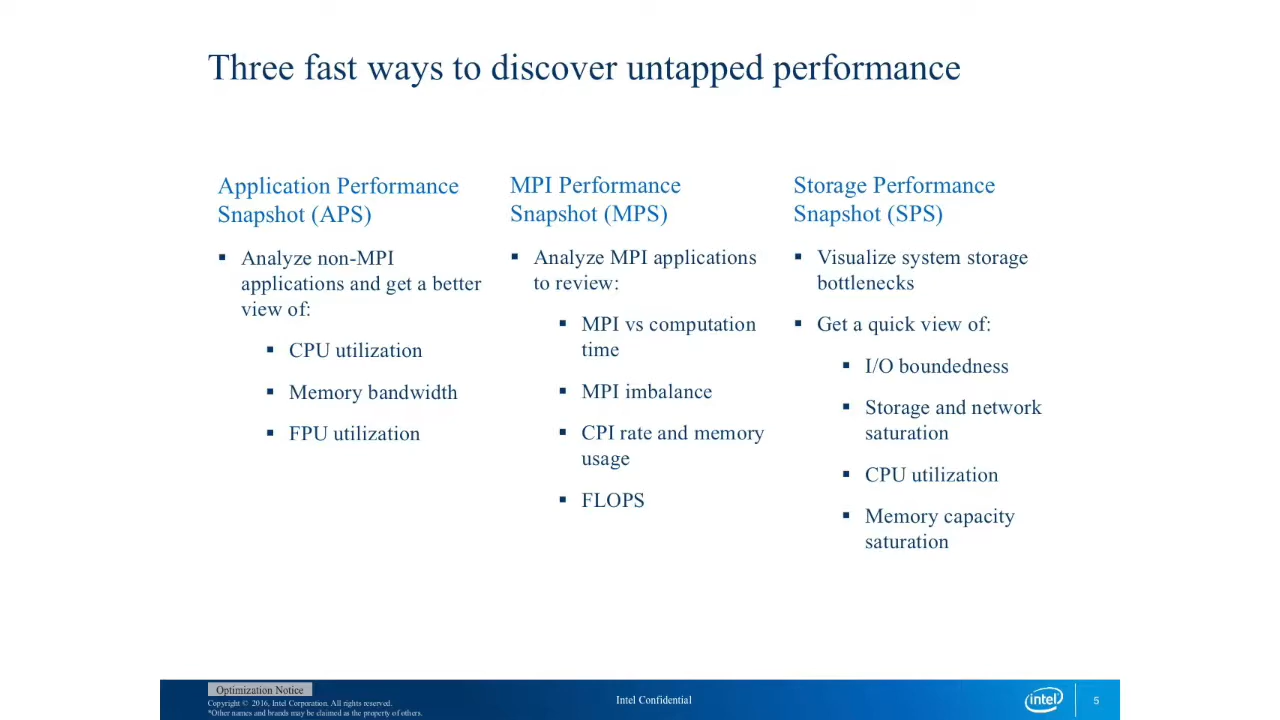 Three fast ways to discover untapped performance
Application Performance
Snapshot (APS)
▪ Analyze non-MPI
applications and get a better
view of:
▪ CPU utilization
▪ Memory bandwidth
▪ FPU utilization
MPI Performance
Snapshot (MPS)
▪ Analyze MPI applications
to review:
▪ MPI vs computation
time
▪ MPI imbalance
▪ CPI rate and memory
usage
▪ FLOPS
Storage Performance
Snapshot (SPS)
▪ Visualize system storage
bottlenecks
▪ Get a quick view of:
▪ I/O boundedness
▪ Storage and network
saturation
▪ CPU utilization
▪ Memory capacity
saturation
Optimization Notice
Copyright © 2016, Intel Corporation. All rights reserved.
*Other names and brands may be claimed as the property of others.
Intel Confidential
intel
5